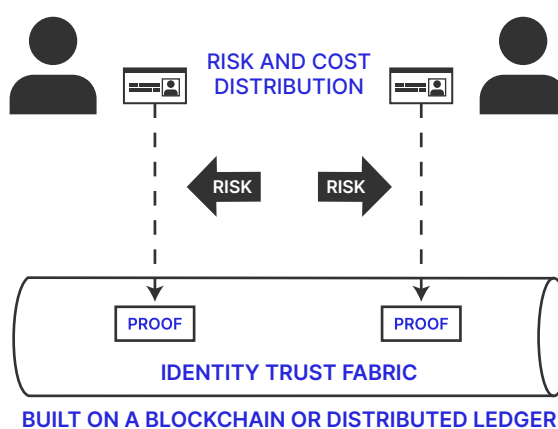 RISK AND COST
DISTRIBUTION
RISK
RISK
PROOF
PROOF
IDENTITY TRUST FABRIC
BUILT ON A BLOCKCHAIN OR DISTRIBUTED LEDGER